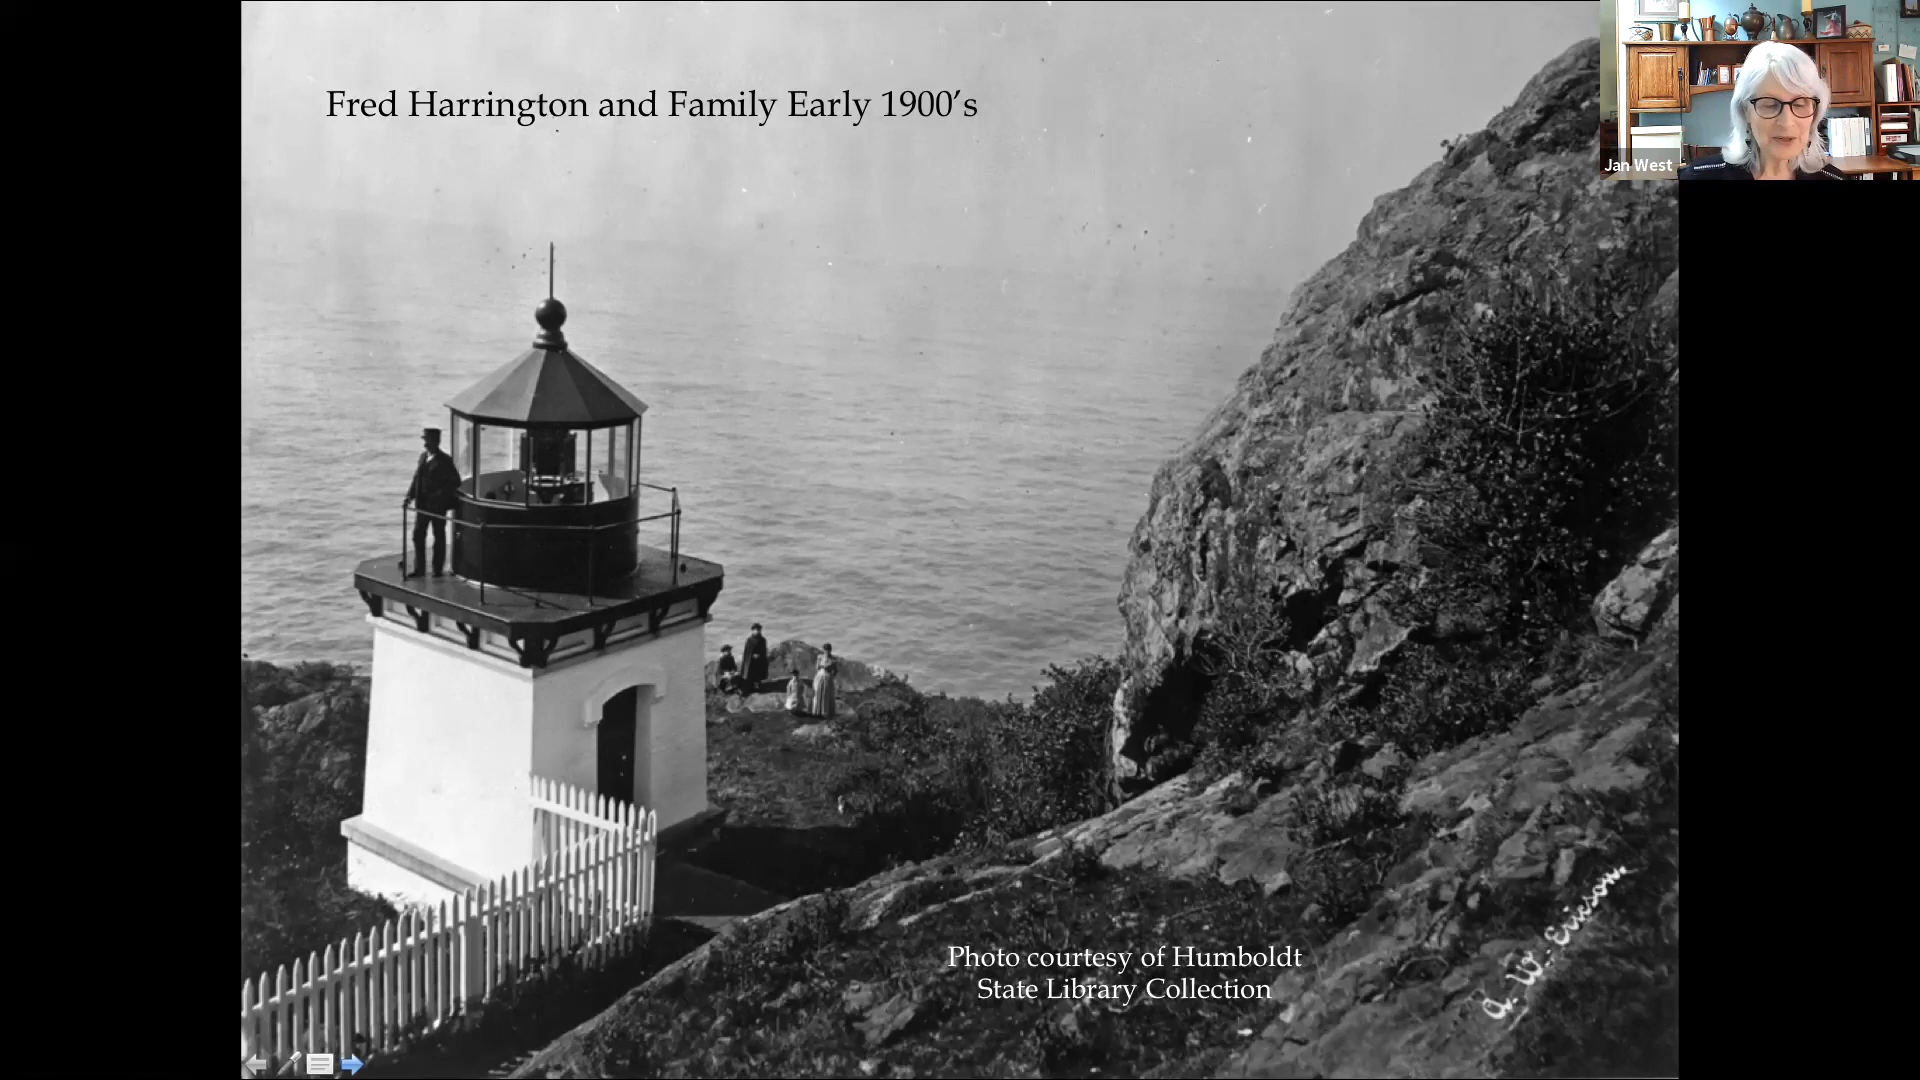 Fred Harrington and Family Early 1900’s
Jan West
Photo courtesy of Humboldt
State Library Collection
A. W. Ericson.